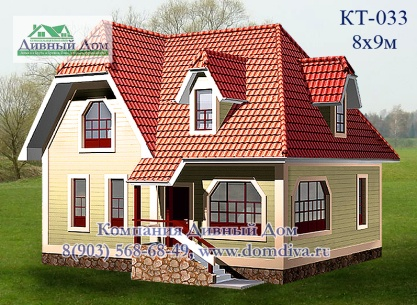 КТ-033
8х9м
Дивный Дом
Компания Дивный Дом
8(903) 568-68-49, www.domdiva.ru